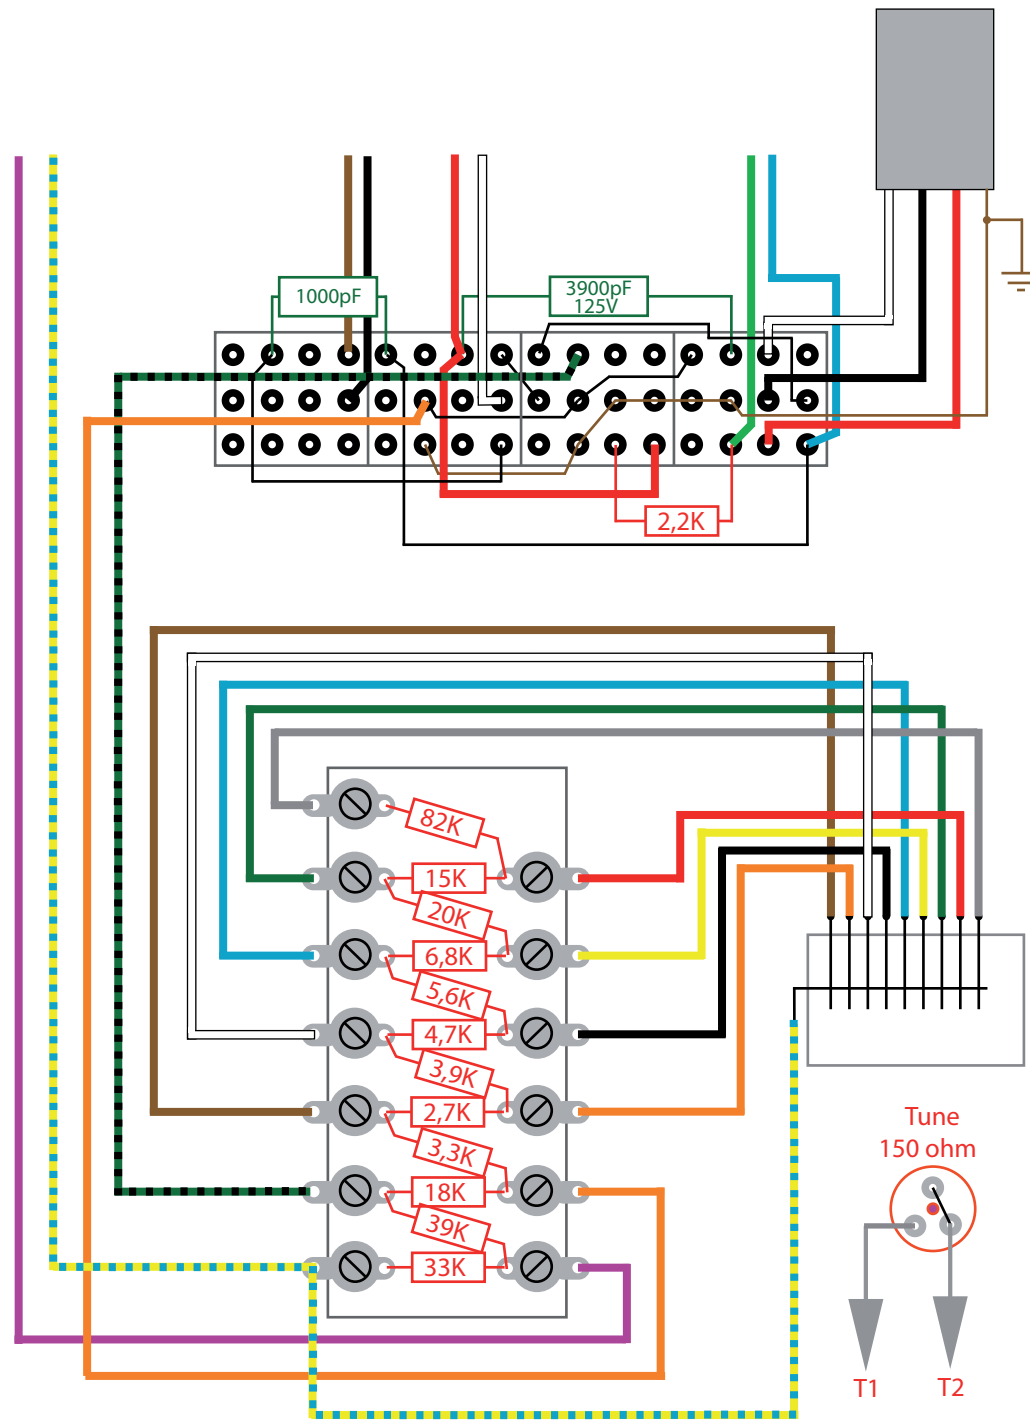 1000pF
3900pF
125V
2,2K
82K
15K
20K
6,8K
5,6K
4,7K
3,9K
2,7K
3,3K
18K
39K
33K
Tune
150 ohm
T1
T2